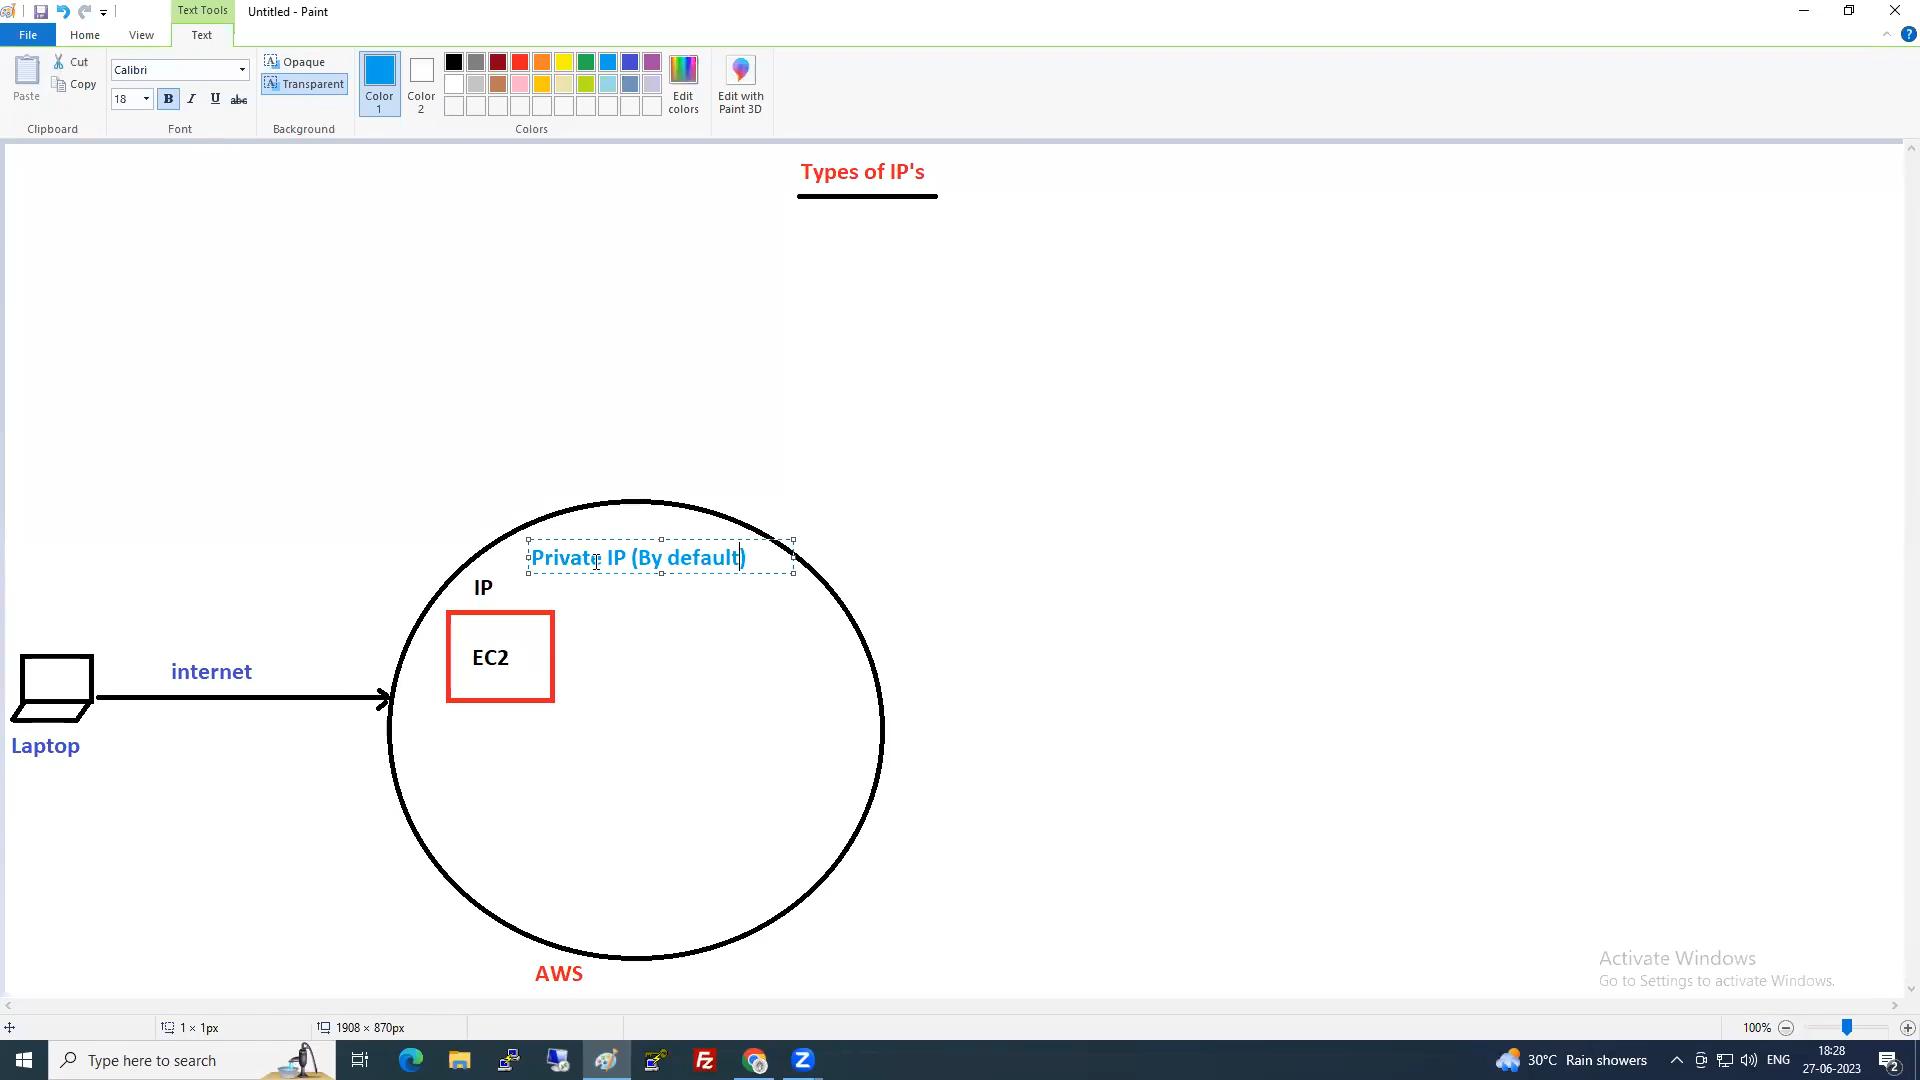 Text Tools
Untitled - Paint
File
Home
View
Text
Paste
Cut
Copy
Clipboard
Calibri
18
B
I
U
abc
Font
Opaque
Transparent
Background
Color 1
Color 2
Edit colors
Edit with Paint 3D
Colors
Types of IP's
Private IP (By default)
IP
EC2
internet
Laptop
AWS
Activate Windows
Go to Settings to activate Windows.
1 × 1px
1908 × 870px
100%
Type here to search
30°C Rain showers
ENG
18:28
27-06-2023
2